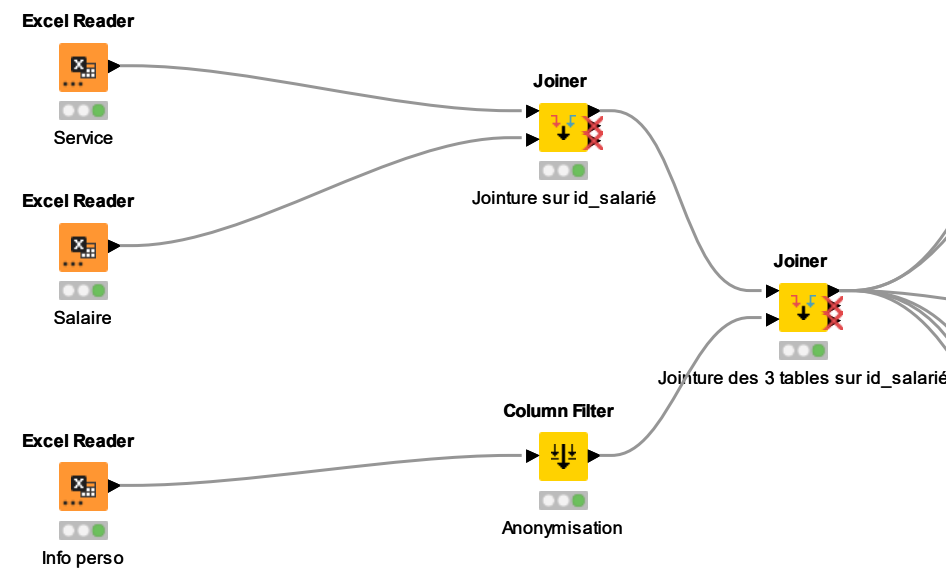 Excel Reader
Service
Joiner
Jointure sur id_salarié
Excel Reader
Salaire
Joiner
Jointure des 3 tables sur id_salarié
Column Filter
Anonymisation
Excel Reader
Info perso